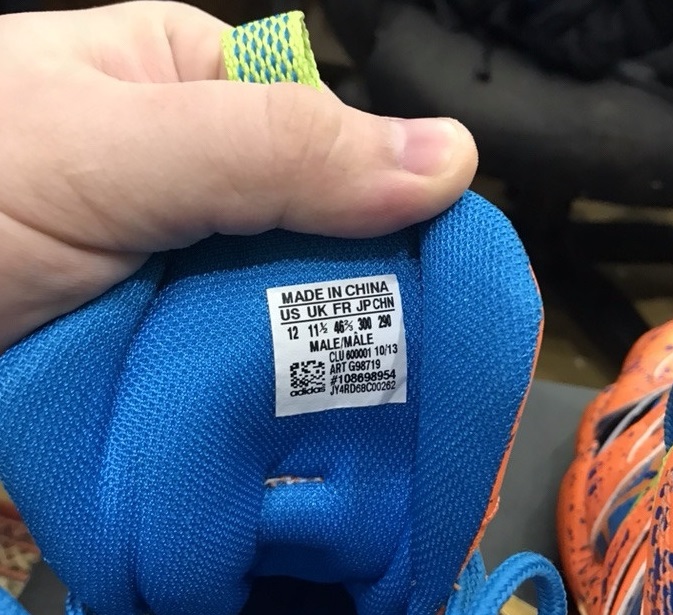 MADE IN CHINA
US UK FR JP CHN
12 11½ 46⅔ 300 290
MALE/MÂLE
CLU 600001 10/13
ART G98719
#108698954
adidas JY4RD6BC00262